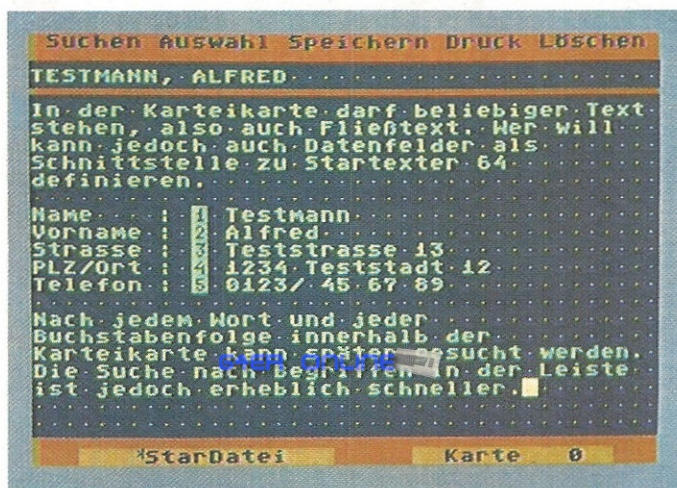 Suchen Auswahl Speichern Druck Löschen
TESTMANN, ALFRED
In der Karteikarte darf beliebiger Text
stehen, also auch Fließtext. Wer will
kann jedoch auch Datenfelder als
Schnittstelle zu Startexter 64
definieren.
Name : 1 Testmann
Vorname : 2 Alfred
Strasse : 3 Teststrasse 13
PLZ/Ort : 4 1234 Teststadt 12
Telefon : 5 0123/ 45 67 89
Nach jedem Wort und jeder
Buchstabenfolge innerhalb der
Karteikarte kann gesucht werden.
Die Suche nach Begriffen in der Leiste
ist jedoch erheblich schneller.
*StarDatei Karte 0